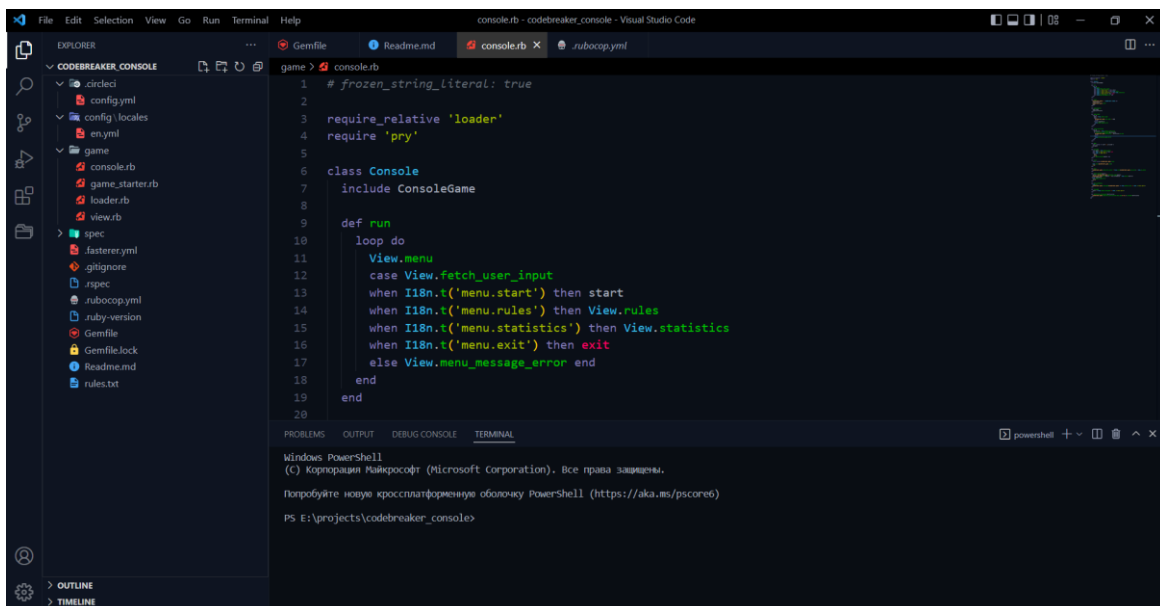 File Edit Selection View Go Run Terminal Help
console.rb - codebreaker_console - Visual Studio Code
EXPLORER
CODEBREAKER_CONSOLE
.circleci
config.yml
config\locales
en.yml
game
console.rb
game_starter.rb
loader.rb
view.rb
spec
.fasterer.yml
.gitignore
.rspec
.rubocop.yml
.ruby-version
Gemfile
Gemfile.lock
Readme.md
rules.txt
OUTLINE
TIMELINE
Gemfile Readme.md console.rb .rubocop.yml
game > console.rb
1 # frozen_string_literal: true
2
3 require_relative 'loader'
4 require 'pry'
5
6 class Console
7 include ConsoleGame
8
9 def run
10 loop do
11 View.menu
12 case View.fetch_user_input
13 when I18n.t('menu.start') then start
14 when I18n.t('menu.rules') then View.rules
15 when I18n.t('menu.statistics') then View.statistics
16 when I18n.t('menu.exit') then exit
17 else View.menu_message_error end
18 end
19 end
20
PROBLEMS OUTPUT DEBUG CONSOLE TERMINAL
powershell
Windows PowerShell
(C) Корпорация Майкрософт (Microsoft Corporation). Все права защищены.
Попробуйте новую кроссплатформенную оболочку PowerShell (https://aka.ms/pscore6)
PS E:\projects\codebreaker_console>